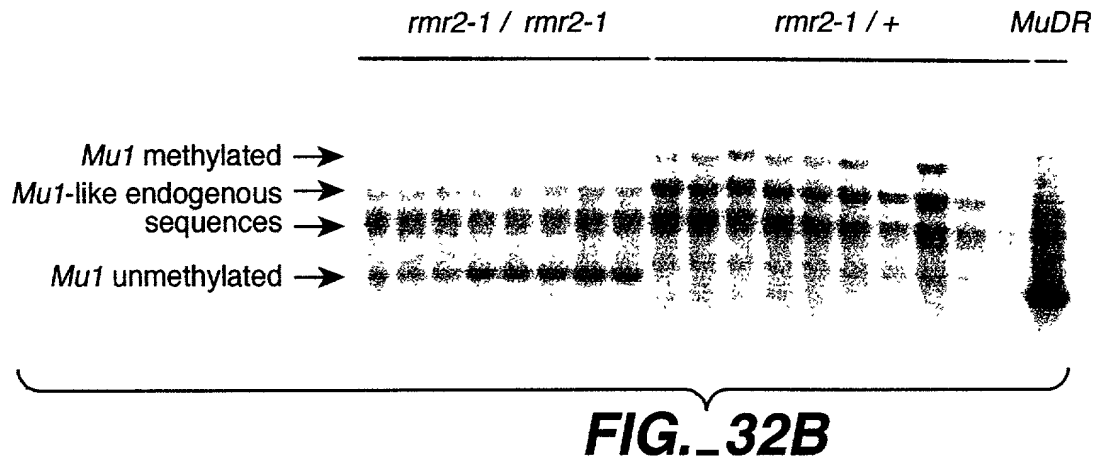 rmr2-1 / rmr2-1 rmr2-1 / + MuDR
Mu1 methylated
Mu1-like endogenous
sequences
Mu1 unmethylated
FIG._32B